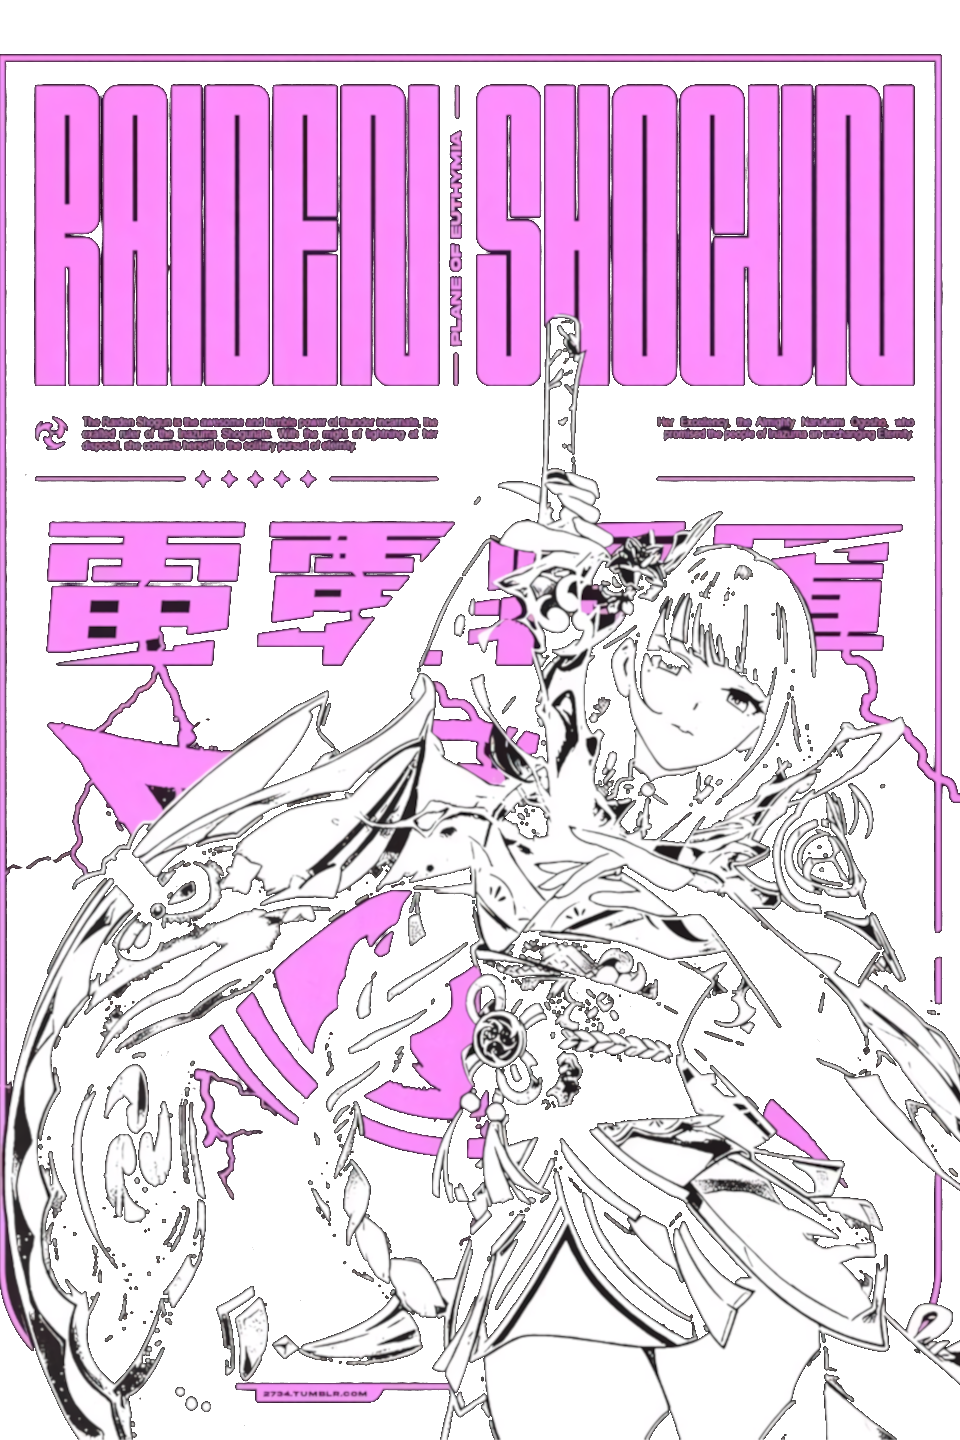 RAIDEN SHOGUN
PLANE OF EUTHYMIA
The Raiden Shogun is the awesome and terrible power of thunder incarnate, the
exalted ruler of the Inazuma Shogunate. With the might of lightning at her
disposal, she commits herself to the solitary pursuit of eternity.
Her Excellency, the Almighty Narukami Ogosho, who
promised the people of Inazuma an unchanging Eternity.
電電
2734.TUMBLR.COM